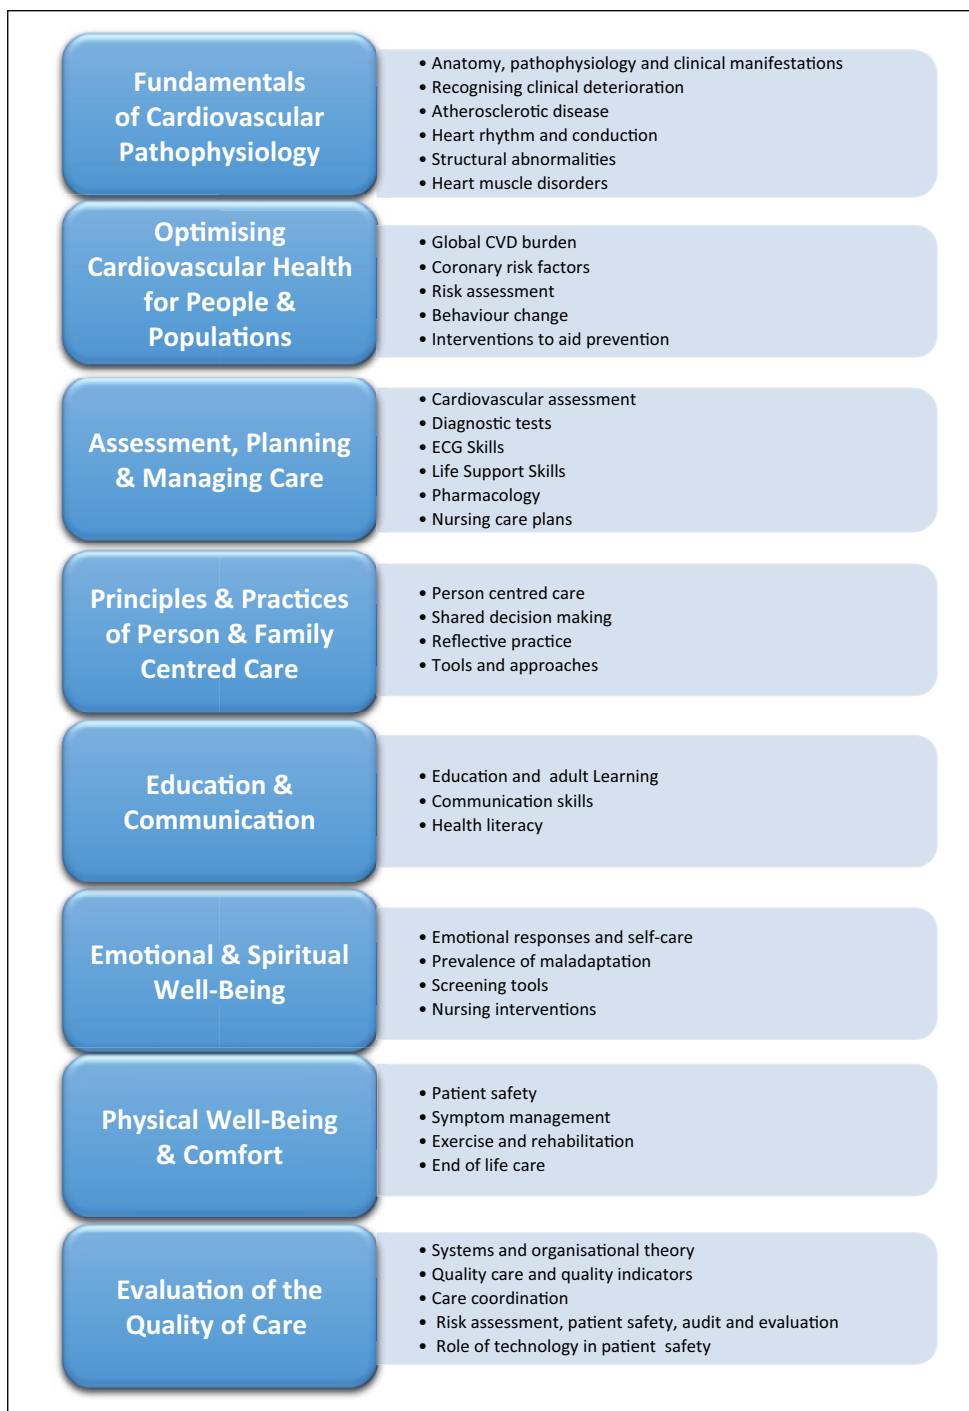 Fundamentals
of Cardiovascular
Pathophysiology
• Anatomy, pathophysiology and clinical manifestations
• Recognising clinical deterioration
• Atherosclerotic disease
• Heart rhythm and conduction
• Structural abnormalities
• Heart muscle disorders
Optimising
Cardiovascular Health
for People &
Populations
• Global CVD burden
• Coronary risk factors
• Risk assessment
• Behaviour change
• Interventions to aid prevention
Assessment, Planning
& Managing Care
• Cardiovascular assessment
• Diagnostic tests
• ECG Skills
• Life Support Skills
• Pharmacology
• Nursing care plans
Principles & Practices
of Person & Family
Centred Care
• Person centred care
• Shared decision making
• Reflective practice
• Tools and approaches
Education &
Communication
• Education and adult Learning
• Communication skills
• Health literacy
Emotional & Spiritual
Well-Being
• Emotional responses and self-care
• Prevalence of maladaptation
• Screening tools
• Nursing interventions
Physical Well-Being
& Comfort
• Patient safety
• Symptom management
• Exercise and rehabilitation
• End of life care
Evaluation of the
Quality of Care
• Systems and organisational theory
• Quality care and quality indicators
• Care coordination
• Risk assessment, patient safety, audit and evaluation
• Role of technology in patient safety